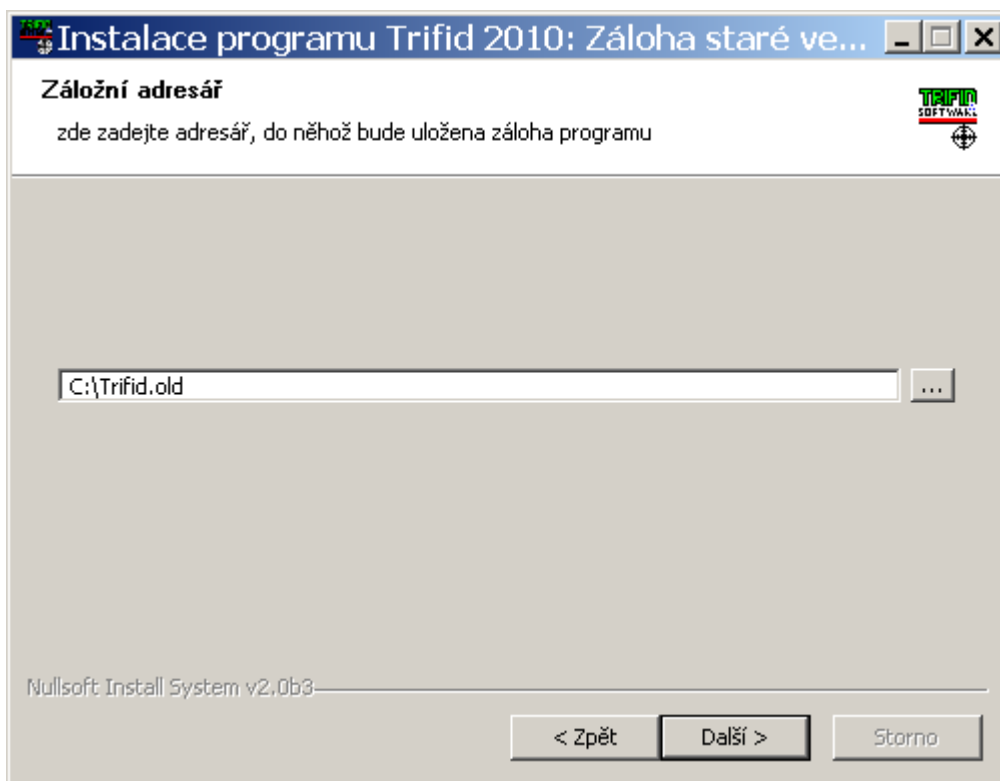 Instalace programu Trifid 2010: Záloha staré ve...
Záložní adresář
TRIFID
SOFTWARE
zde zadejte adresář, do něhož bude uložena záloha programu
C:\Trifid.old
...
Nullsoft Install System v2.0b3
< Zpět
Další >
Storno